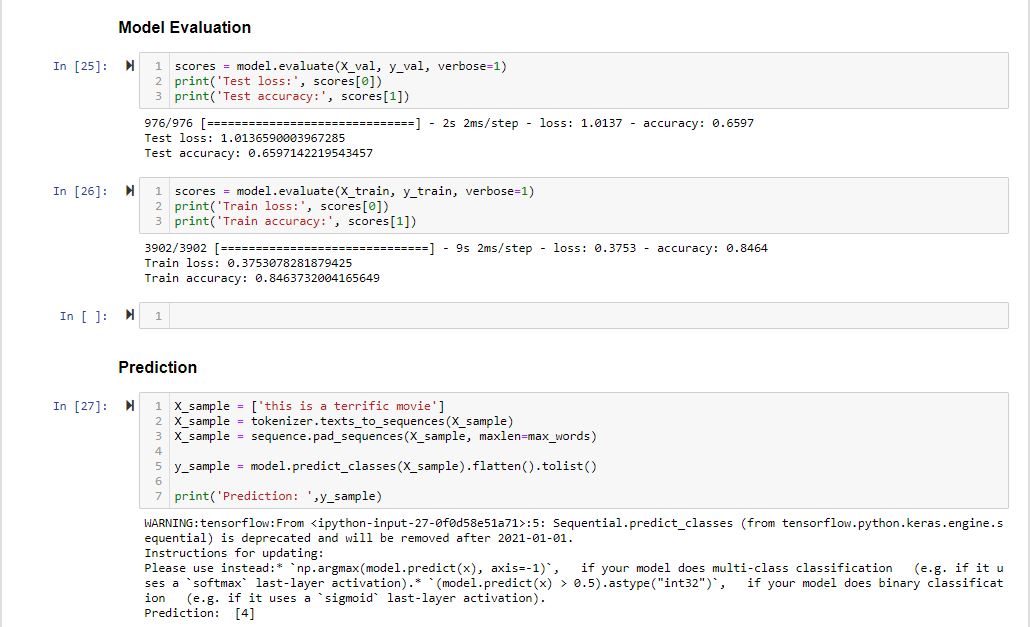 Model Evaluation
In [25]:
1 scores = model.evaluate(X_val, y_val, verbose=1)
2 print('Test loss:', scores[0])
3 print('Test accuracy:', scores[1])
976/976 [==============================] - 2s 2ms/step - loss: 1.0137 - accuracy: 0.6597
Test loss: 1.0136590003967285
Test accuracy: 0.6597142219543457
In [26]:
1 scores = model.evaluate(X_train, y_train, verbose=1)
2 print('Train loss:', scores[0])
3 print('Train accuracy:', scores[1])
3902/3902 [==============================] - 9s 2ms/step - loss: 0.3753 - accuracy: 0.8464
Train loss: 0.3753078281879425
Train accuracy: 0.8463732004165649
In [ ]:
1
Prediction
In [27]:
1 X_sample = ['this is a terrific movie']
2 X_sample = tokenizer.texts_to_sequences(X_sample)
3 X_sample = sequence.pad_sequences(X_sample, maxlen=max_words)
4
5 y_sample = model.predict_classes(X_sample).flatten().tolist()
6
7 print('Prediction: ',y_sample)
WARNING:tensorflow:From <ipython-input-27-0f0d58e51a71>:5: Sequential.predict_classes (from tensorflow.python.keras.engine.s
equential) is deprecated and will be removed after 2021-01-01.
Instructions for updating:
Please use instead:* `np.argmax(model.predict(x), axis=-1)`,   if your model does multi-class classification   (e.g. if it u
ses a `softmax` last-layer activation).* `(model.predict(x) > 0.5).astype("int32")`,   if your model does binary classificat
ion   (e.g. if it uses a `sigmoid` last-layer activation).
Prediction:  [4]